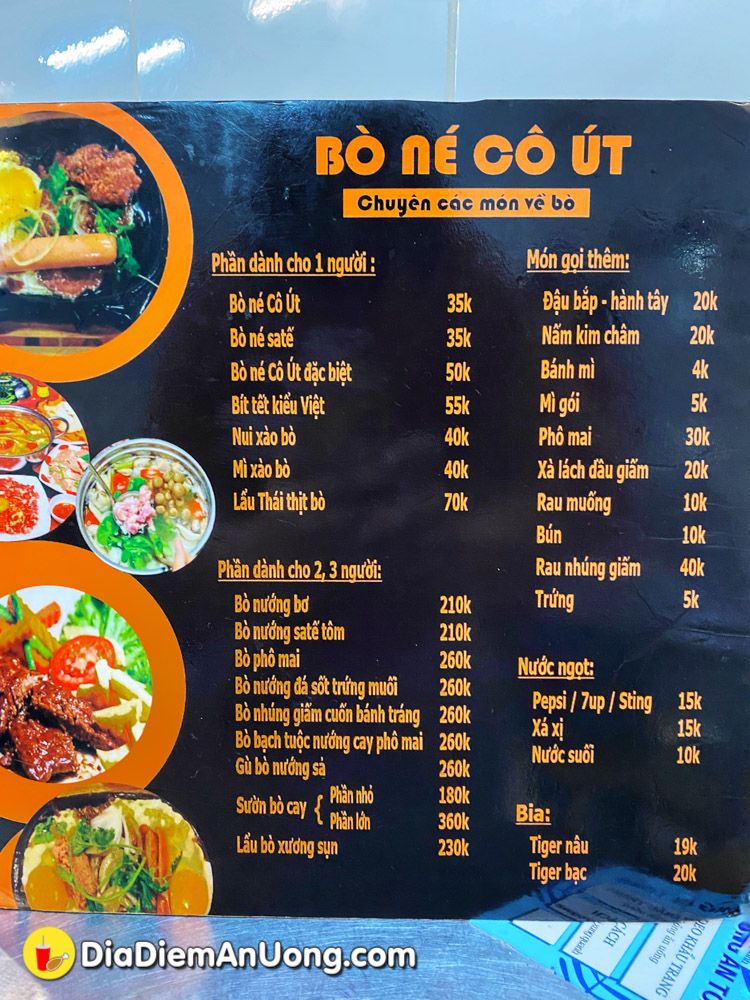 BÒ NÉ CÔ ÚT
Chuyên các món về bò
Phần dành cho 1 người :
Bò né Cô Út 35k
Bò né satế 35k
Bò né Cô Út đặc biệt 50k
Bít tết kiểu Việt 55k
Nui xào bò 40k
Mì xào bò 40k
Lẩu Thái thịt bò 70k
Phần dành cho 2, 3 người:
Bò nướng bơ 210k
Bò nướng satế tôm 210k
Bò phô mai 260k
Bò nướng đá sốt trứng muối 260k
Bò nhúng giấm cuốn bánh tráng 260k
Bò bạch tuộc nướng cay phô mai 260k
Gù bò nướng sả 260k
Sườn bò cay { Phần nhỏ 180k
Phần lớn 360k
Lẩu bò xương sụn 230k
Món gọi thêm:
Đậu bắp - hành tây 20k
Nấm kim châm 20k
Bánh mì 4k
Mì gói 5k
Phô mai 30k
Xà lách dầu giấm 20k
Rau muống 10k
Bún 10k
Rau nhúng giấm 40k
Trứng 5k
Nước ngọt:
Pepsi / 7up / Sting 15k
Xá xị 15k
Nước suối 10k
Bia:
Tiger nâu 19k
Tiger bạc 20k
KHẨU TRANG
CÁCH
DiaDiemAnUong.com